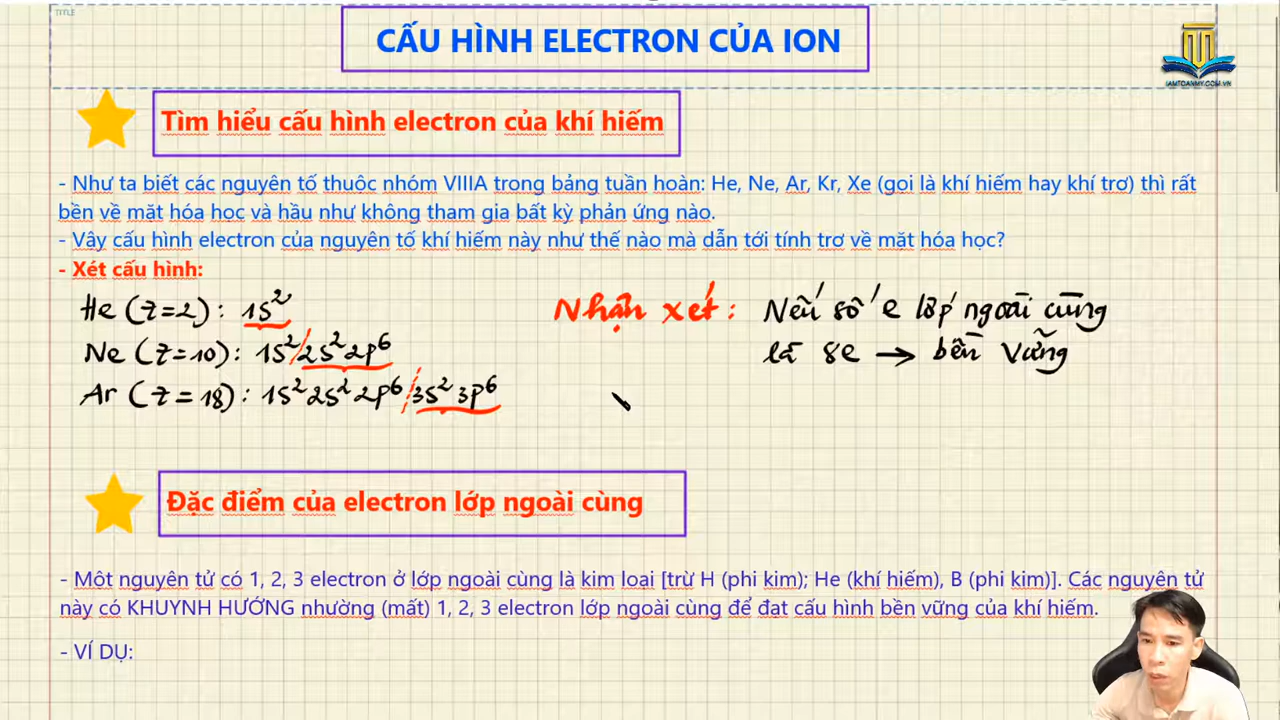 TITLE
CẤU HÌNH ELECTRON CỦA ION
IAMTOANMY.COM.VN
Tìm hiểu cấu hình electron của khí hiếm
- Như ta biết các nguyên tố thuộc nhóm VIIIA trong bảng tuần hoàn: He, Ne, Ar, Kr, Xe (gọi là khí hiếm hay khí trơ) thì rất
bền về mặt hóa học và hầu như không tham gia bất kỳ phản ứng nào.
- Vậy cấu hình electron của nguyên tố khí hiếm này như thế nào mà dẫn tới tính trơ về mặt hóa học?
- Xét cấu hình:
He (Z=2): 1s²
Ne (Z=10): 1s²/2s²2p⁶
Ar (Z=18): 1s²2s²2p⁶/3s²3p⁶
Nhận xét: Nếu số e lớp ngoài cùng
là 8e → bền vững
Đặc điểm của electron lớp ngoài cùng
- Một nguyên tử có 1, 2, 3 electron ở lớp ngoài cùng là kim loại [trừ H (phi kim); He (khí hiếm), B (phi kim)]. Các nguyên tử
này có KHUYNH HƯỚNG nhường (mất) 1, 2, 3 electron lớp ngoài cùng để đạt cấu hình bền vững của khí hiếm.
- VÍ DỤ: